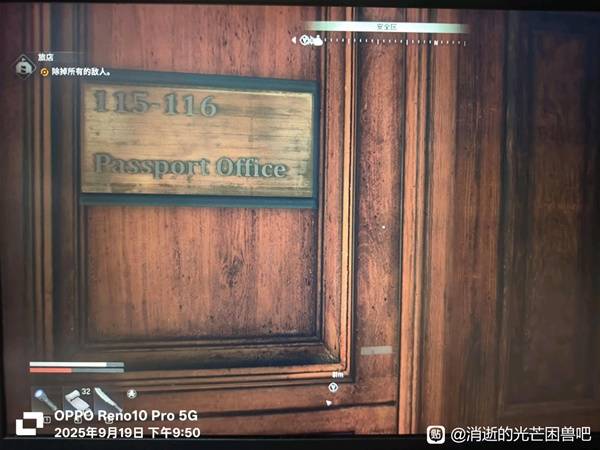 安全区
N
旅店
除掉所有的敌人。
115-116
Passport Office
32
OPPO Reno10 Pro 5G
2025年9月19日 下午9:50
贴 @消逝的光芒困兽吧